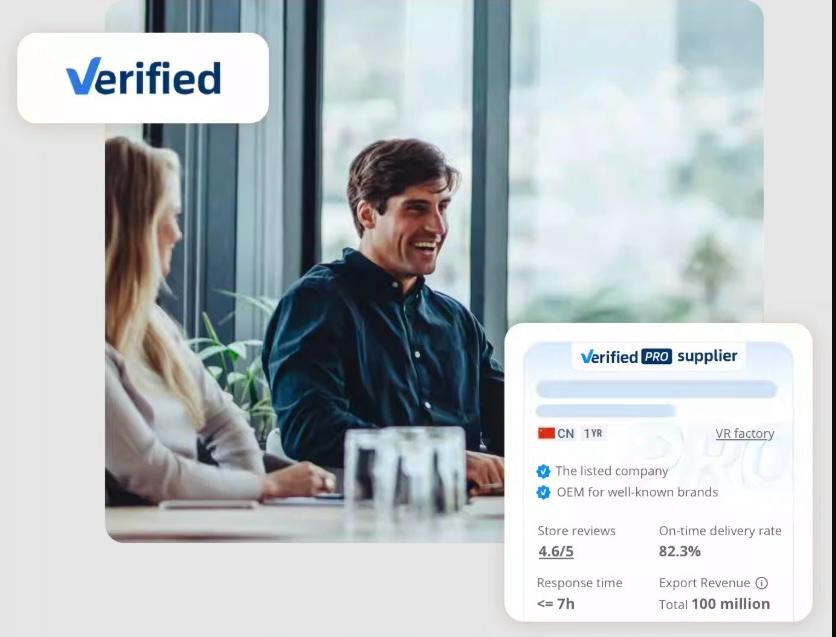 Verified
Verified PRO supplier
CN 1YR VR factory
The listed company
OEM for well-known brands
Store reviews On-time delivery rate
4.6/5 82.3%
Response time Export Revenue
<= 7h Total 100 million
PRO